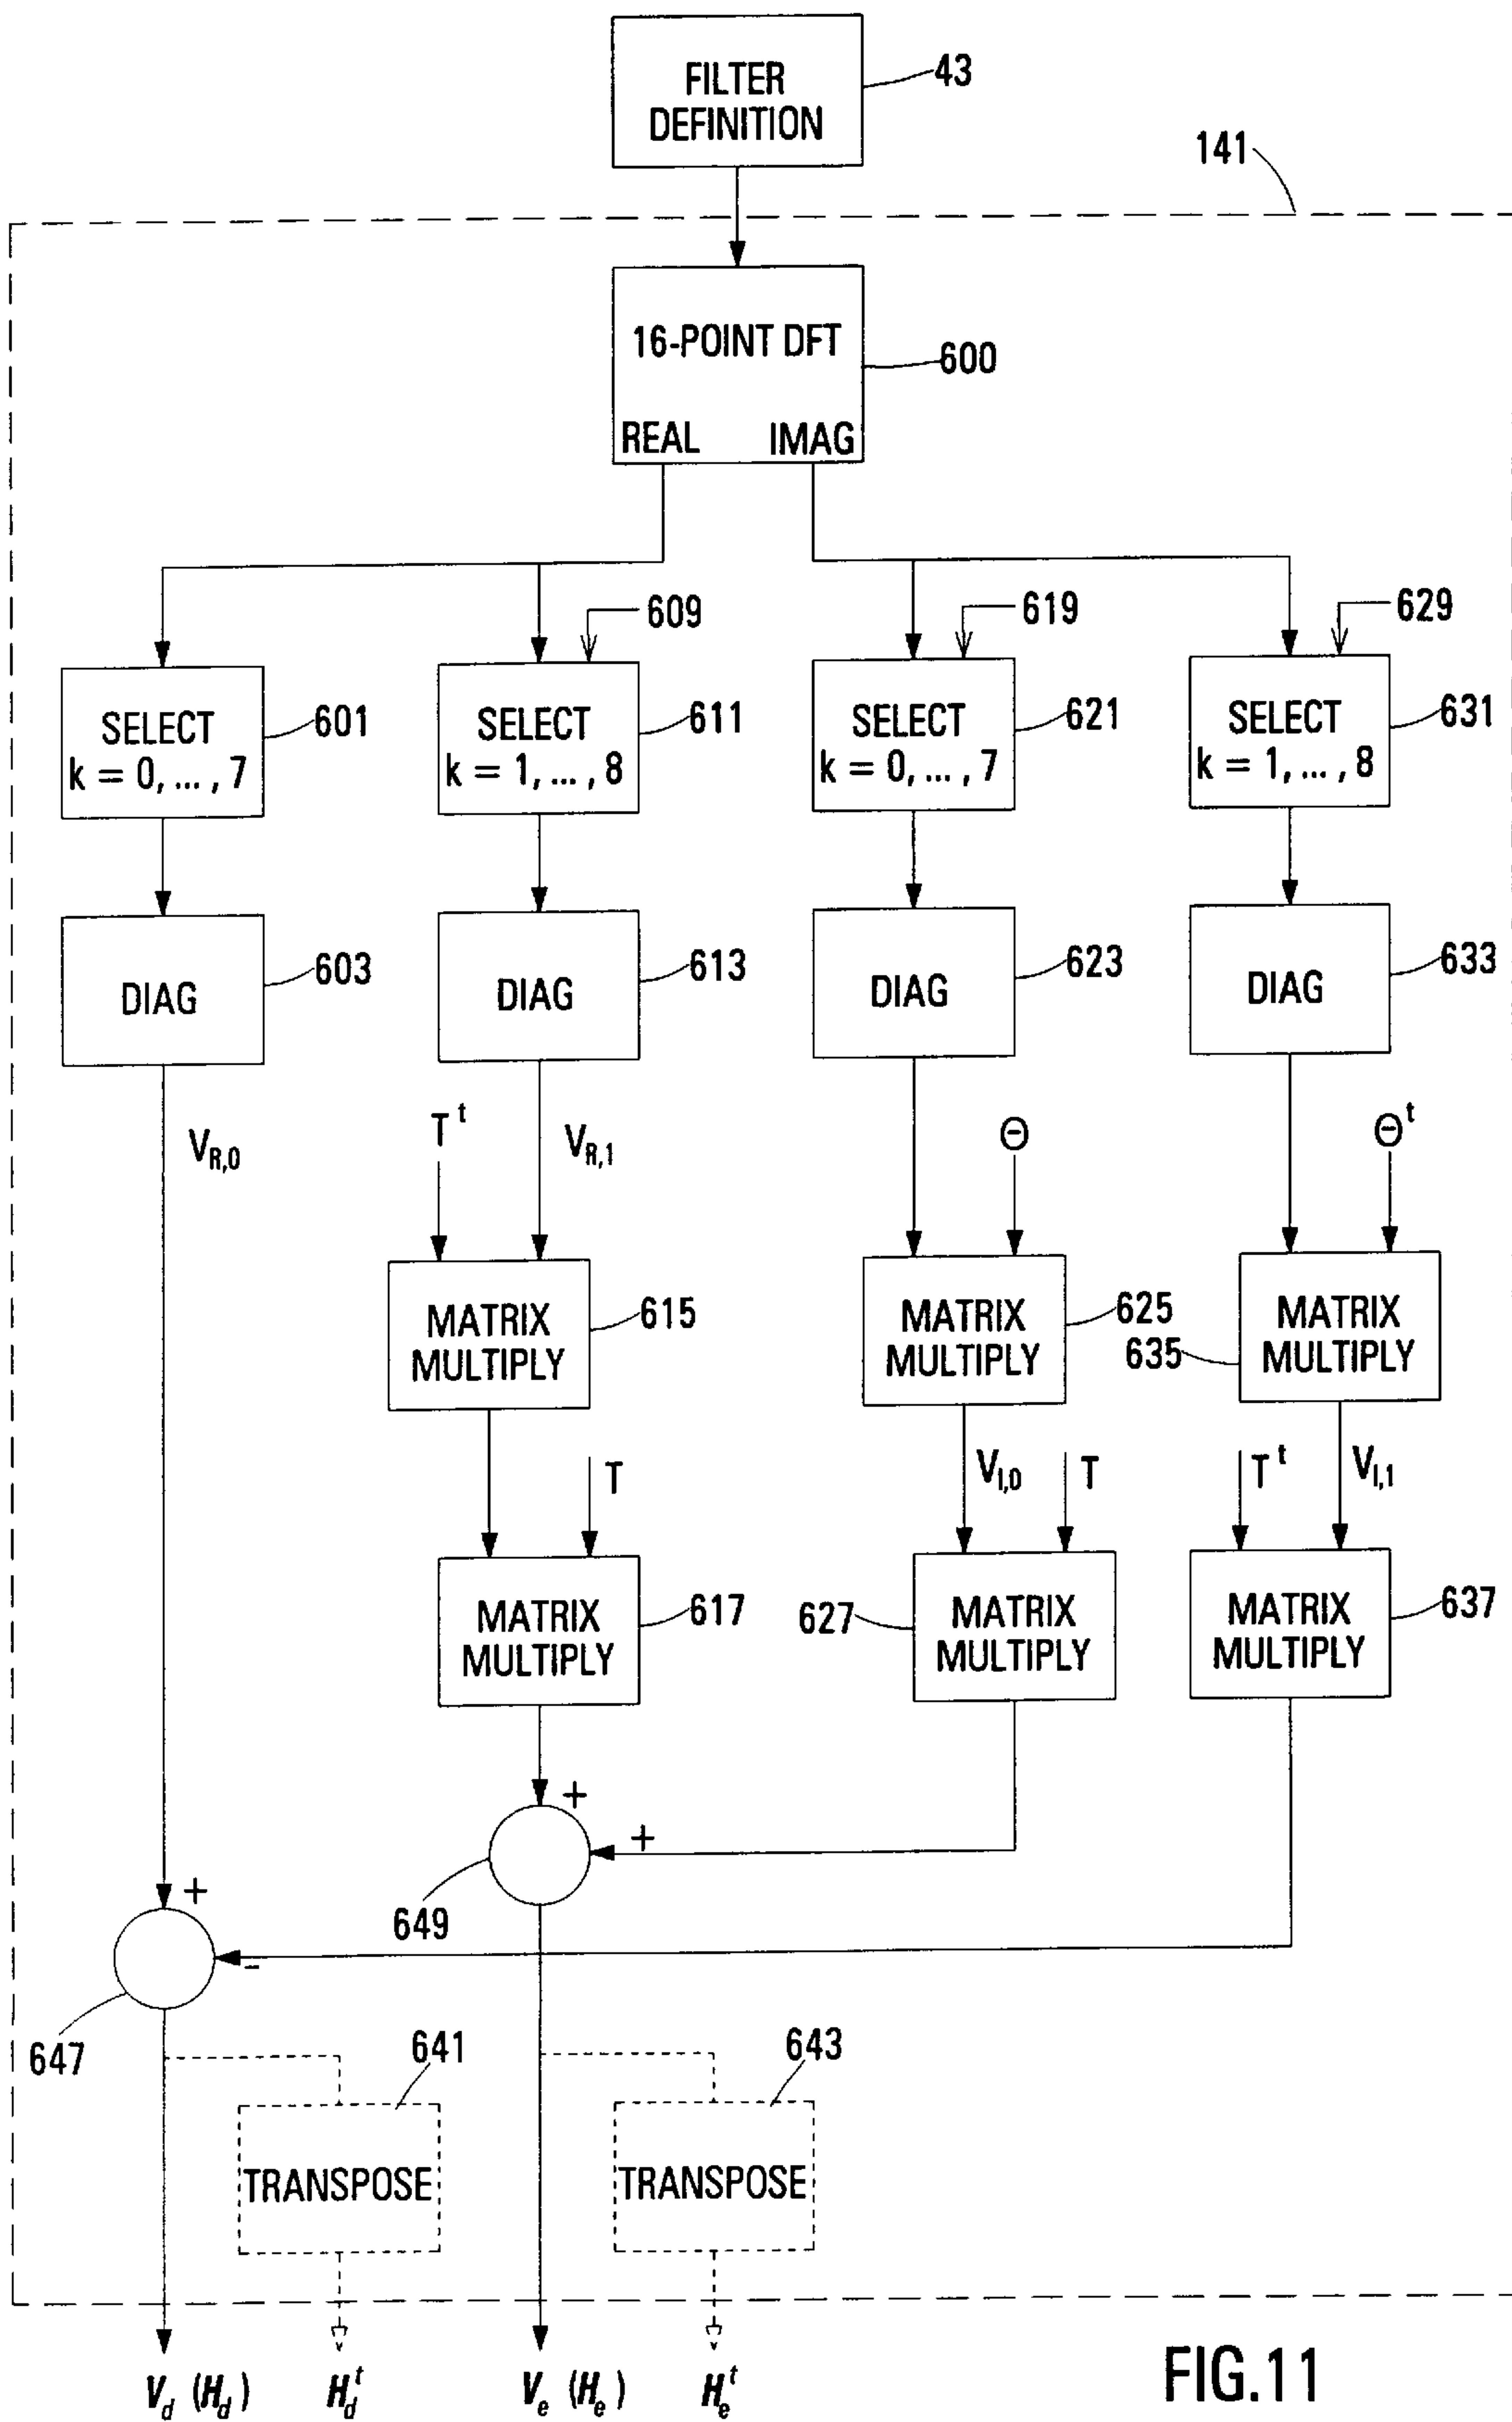 FILTER
DEFINITION
43
141
16-POINT DFT
600
REAL IMAG
609
619
629
SELECT
k = 0, ... , 7
601
SELECT
k = 1, ... , 8
611
SELECT
k = 0, ... , 7
621
SELECT
k = 1, ... , 8
631
DIAG
603
DIAG
613
DIAG
623
DIAG
633
V_R,0
T^t
V_R,1
Θ
Θ^t
MATRIX
MULTIPLY
615
MATRIX
MULTIPLY
625
635
MATRIX
MULTIPLY
T
V_I,0
T
T^t
V_I,1
MATRIX
MULTIPLY
617
627
MATRIX
MULTIPLY
MATRIX
MULTIPLY
637
+
+
649
+
-
647
641
643
TRANSPOSE
TRANSPOSE
V_d (H_d)
H_d^t
V_e (H_e)
H_e^t
FIG.11